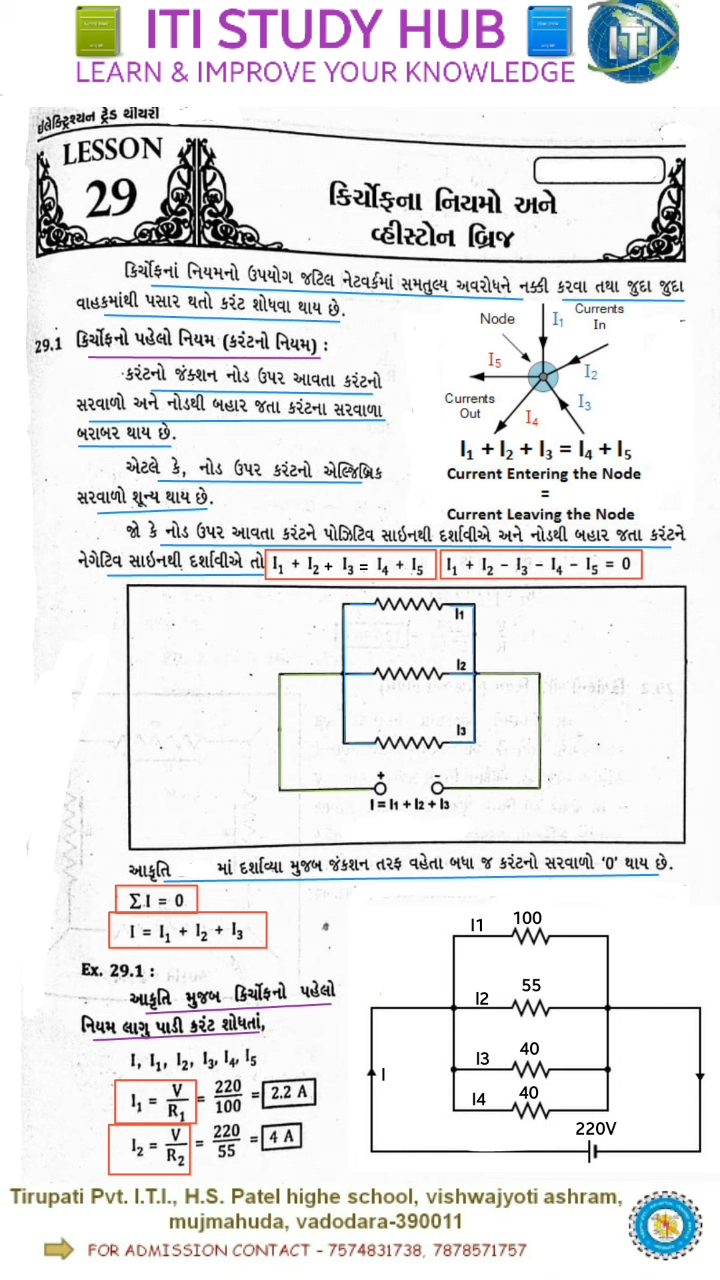 ITI STUDY HUB
LEARN & IMPROVE YOUR KNOWLEDGE
ITI
ઇલેક્ટ્રિશ્યન ટ્રેડ થીયરી
LESSON
29
કિર્ચોફના નિયમો અને
વ્હીસ્ટોન બ્રિજ
કિર્ચોફનાં નિયમનો ઉપયોગ જટિલ નેટવર્કમાં સમતુલ્ય અવરોધને નક્કી કરવા તથા જુદા જુદા
વાહકમાંથી પસાર થતો કરંટ શોધવા થાય છે.
29.1 કિર્ચોફનો પહેલો નિયમ (કરંટનો નિયમ) :
કરંટનો જંક્શન નોડ ઉપર આવતા કરંટનો
સરવાળો અને નોડથી બહાર જતા કરંટના સરવાળા
બરાબર થાય છે.
એટલે કે, નોડ ઉપર કરંટનો એલ્જિબ્રિક
સરવાળો શૂન્ય થાય છે.
Node
I₁
Currents
In
I₅
I₂
Currents
Out
I₄
I₃
I₁ + I₂ + I₃ = I₄ + I₅
Current Entering the Node
=
Current Leaving the Node
જો કે નોડ ઉપર આવતા કરંટને પોઝિટિવ સાઇનથી દર્શાવીએ અને નોડથી બહાર જતા કરંટને
નેગેટિવ સાઇનથી દર્શાવીએ તો I₁ + I₂ + I₃ = I₄ + I₅ I₁ + I₂ − I₃ − I₄ − I₅ = 0
I₁
I₂
I₃
+ -
I = I₁ + I₂ + I₃
આકૃતિ માં દર્શાવ્યા મુજબ જંકશન તરફ વહેતા બધા જ કરંટનો સરવાળો '0' થાય છે.
Σ I = 0
I = I₁ + I₂ + I₃
Ex. 29.1 :
આકૃતિ મુજબ કિર્ચોફનો પહેલો
નિયમ લાગુ પાડી કરંટ શોધતાં,
I, I₁, I₂, I₃, I₄, I₅
I₁ = V/R₁ = 220/100 = 2.2 A
I₂ = V/R₂ = 220/55 = 4 A
I1 100
I2 55
I3 40
I4 40
I
220V
Tirupati Pvt. I.T.I., H.S. Patel highe school, vishwajyoti ashram,
mujmahuda, vadodara-390011
FOR ADMISSION CONTACT - 7574831738, 7878571757